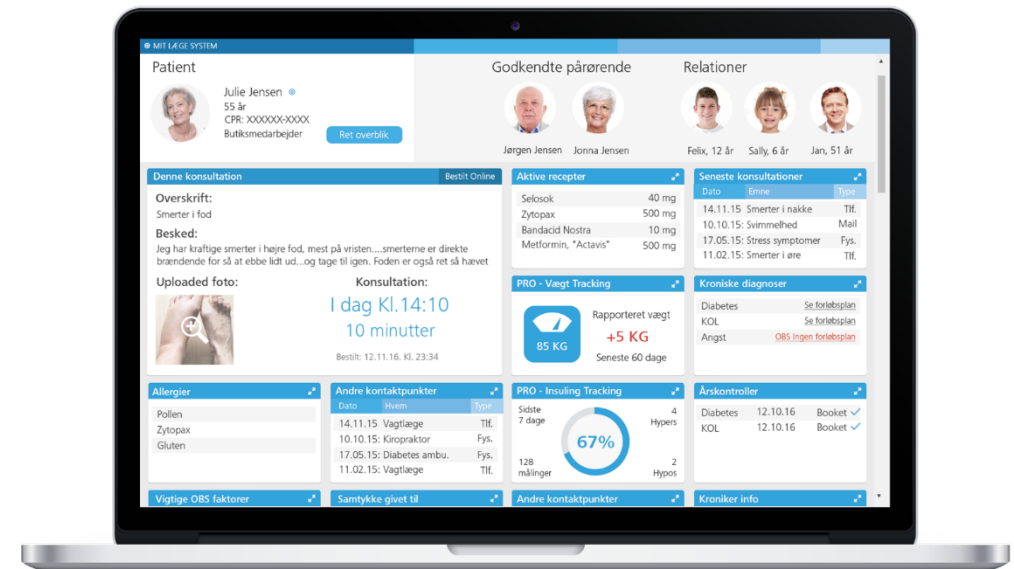 MIT LÆGE SYSTEM
Patient
Julie Jensen
55 år
CPR: XXXXXX-XXXX
Butiksmedarbejder
Ret overblik
Godkendte pårørende
Jørgen Jensen Jonna Jensen
Relationer
Felix, 12 år Sally, 6 år Jan, 51 år
Denne konsultation Bestilt Online
Overskrift:
Smerter i fod
Besked:
Jeg har kraftige smerter i højre fod, mest på vristen....smerterne er direkte
brændende for så at ebbe lidt ud...og tage til igen. Foden er også ret så hævet
Uploaded foto:
Konsultation:
I dag Kl.14:10
10 minutter
Bestilt: 12.11.16. Kl. 23:34
Aktive recepter
Selosok 40 mg
Zytopax 500 mg
Bandacid Nostra 10 mg
Metformin, "Actavis" 500 mg
Seneste konsultationer
Dato Emne Type
14.11.15 Smerter i nakke Tlf.
10.10.15: Svimmelhed Mail
17.05.15: Stress symptomer Fys.
11.02.15: Smerter i øre Tlf.
PRO - Vægt Tracking
85 KG
Rapporteret vægt
+5 KG
Seneste 60 dage
Kroniske diagnoser
Diabetes Se forløbsplan
KOL Se forløbsplan
Angst OBS Ingen forløbsplan
Allergier
Pollen
Zytopax
Gluten
Andre kontaktpunkter
Dato Hvem Type
14.11.15 Vagtlæge Tlf.
10.10.15: Kiropraktor Fys.
17.05.15: Diabetes ambu. Fys.
11.02.15: Vagtlæge Tlf.
PRO - Insuling Tracking
Sidste
7 dage
4
Hypers
67%
128
målinger
2
Hypos
Årskontroller
Diabetes 12.10.16 Booket
KOL 12.10.16 Booket
Vigtige OBS faktorer
Samtykke givet til
Andre kontaktpunkter
Kroniker info